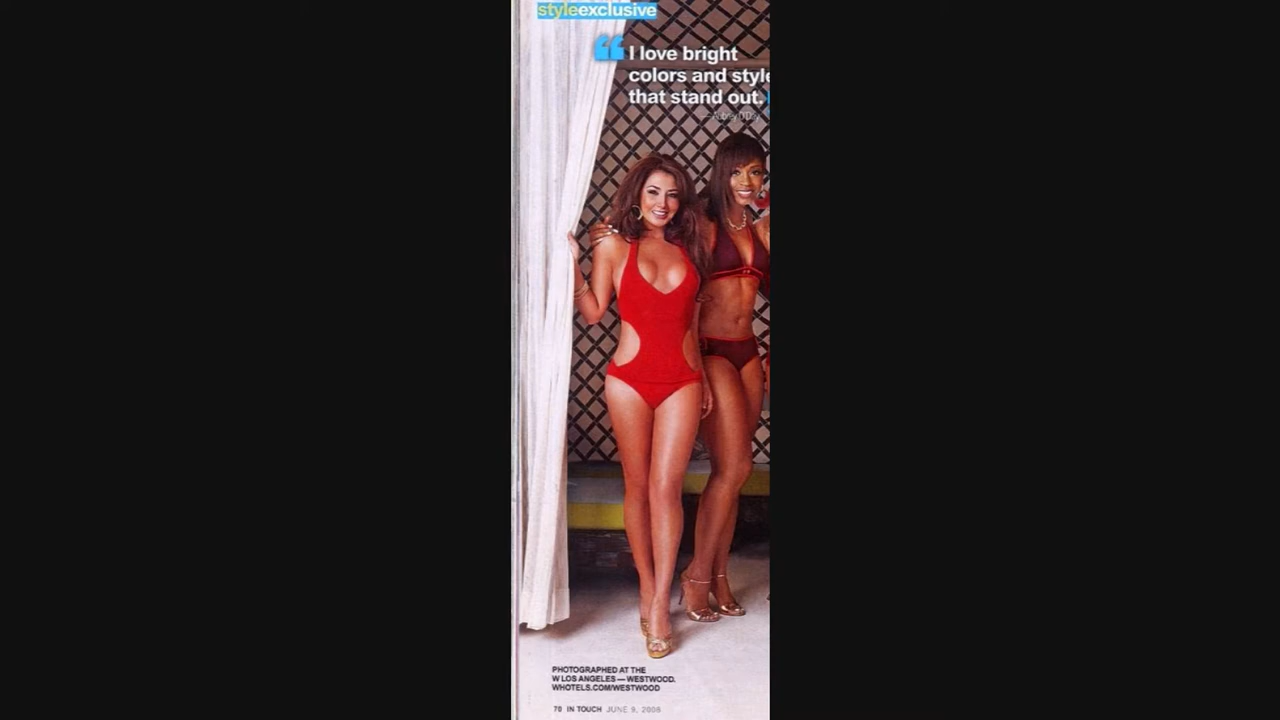 styleexclusive
“ I love bright
colors and style
that stand out.
PHOTOGRAPHED AT THE
W LOS ANGELES — WESTWOOD.
WHOTELS.COM/WESTWOOD
70 IN TOUCH JUNE 9, 2008